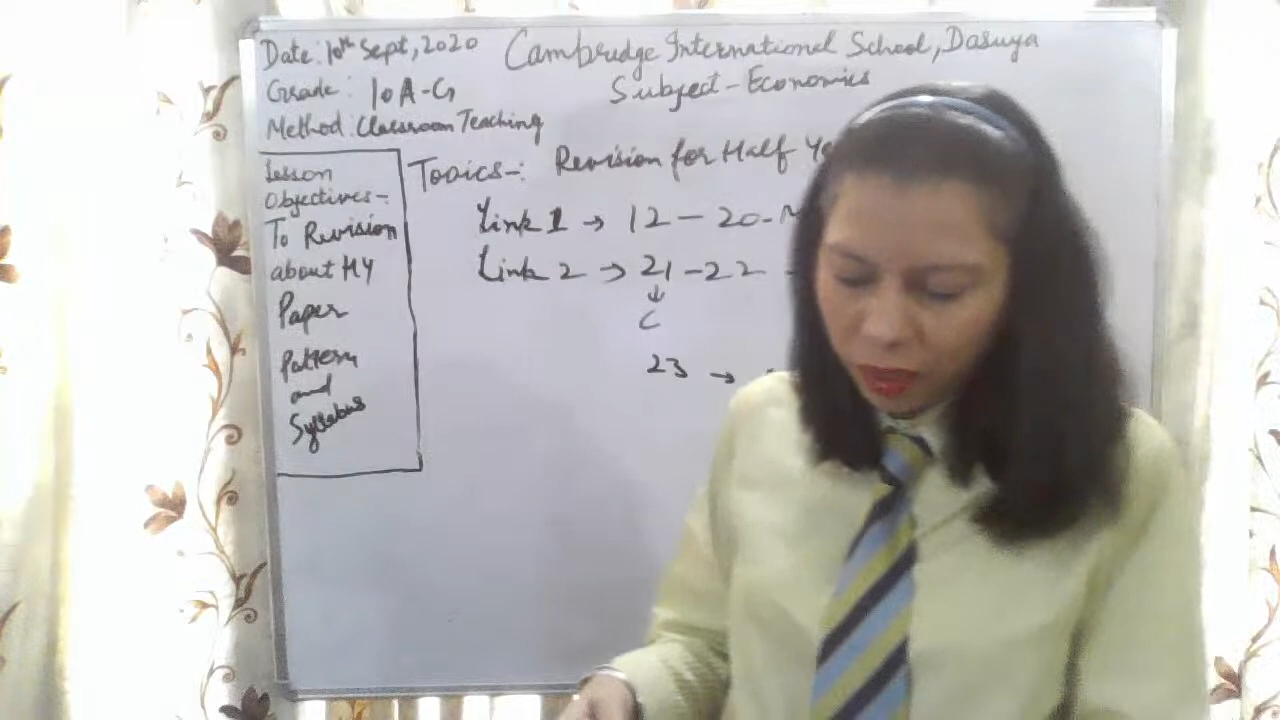 Date: 10th Sept, 2020
Cambridge International School, Dasuya
Grade: 10 A-G
Subject - Economics
Method: Classroom Teaching
Topics-: Revision for Half
Lesson
Objectives-
To Revision
about HY
Paper
Pattern
and
Syllabus
Link 1 → 12 - 20 -
Link 2 → 21 - 22 -
↓
C
23 →